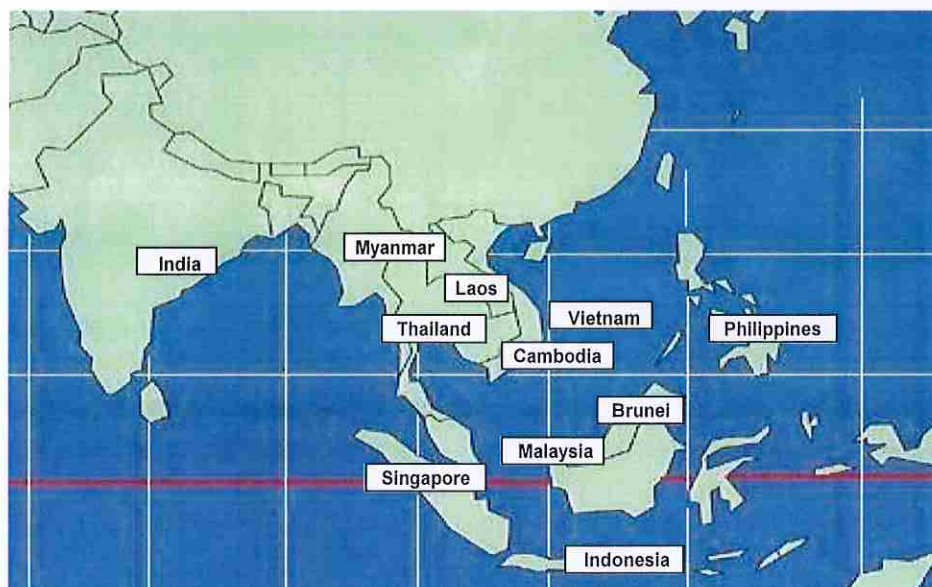 Myanmar
India
Laos
Vietnam
Thailand
Philippines
Cambodia
Brunei
Malaysia
Singapore
Indonesia